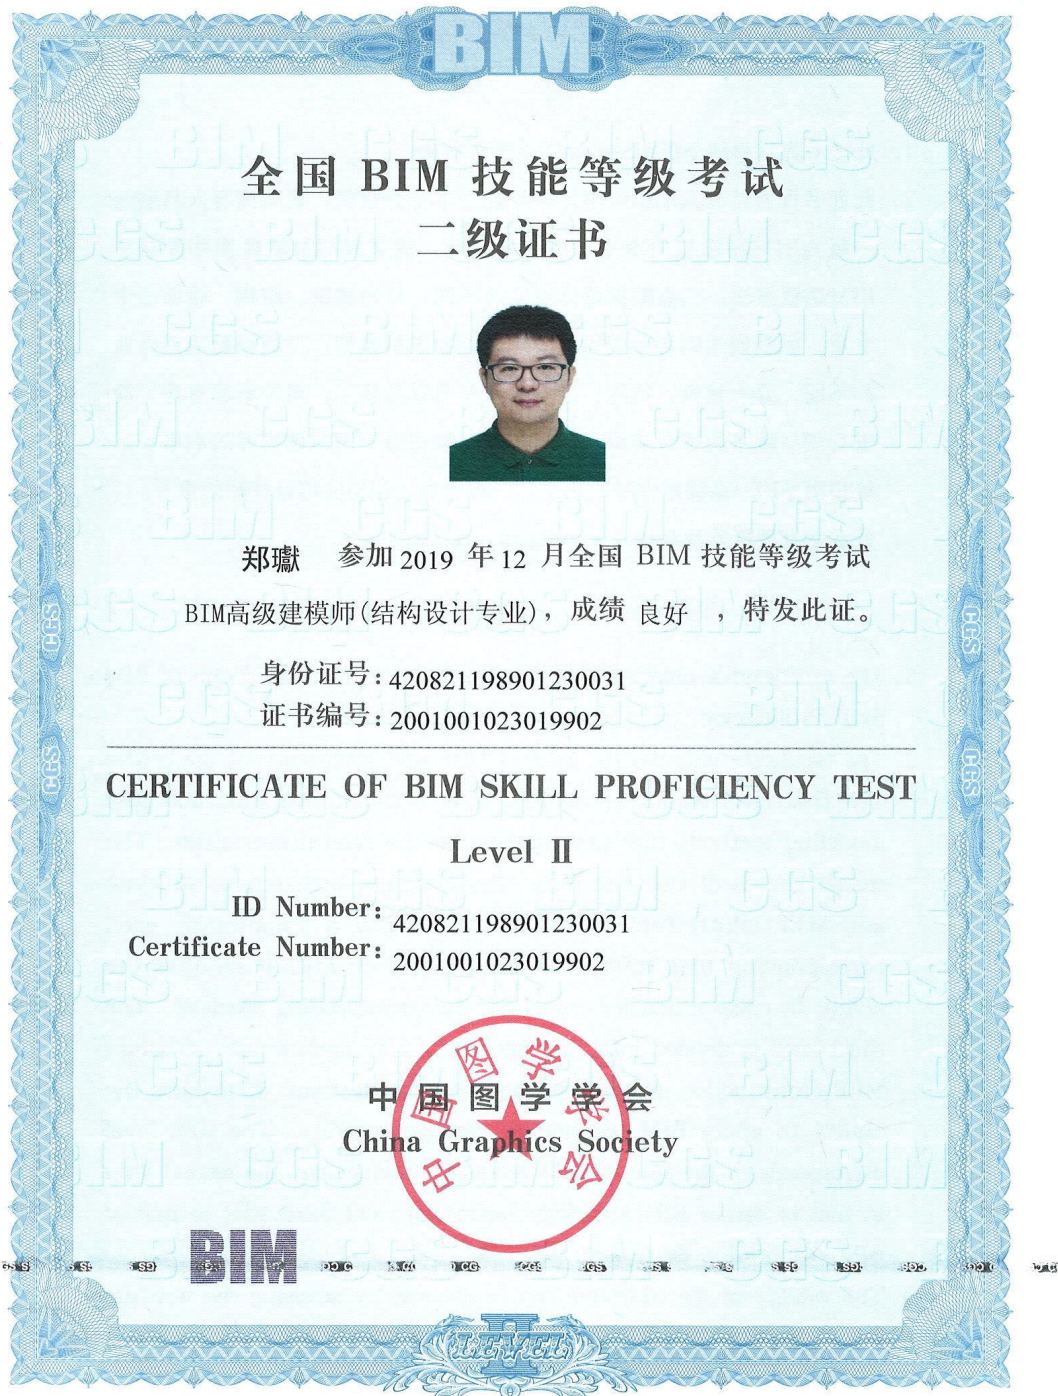 BIM
全国 BIM 技能等级考试
二级证书
郑瓛 参加 2019 年 12 月全国 BIM 技能等级考试
BIM高级建模师(结构设计专业)，成绩 良好 ，特发此证。
身份证号：420821198901230031
证书编号：2001001023019902
CERTIFICATE OF BIM SKILL PROFICIENCY TEST
Level Ⅱ
ID Number：420821198901230031
Certificate Number：2001001023019902
中国图学学会
中国图学学会
China Graphics Society
BIM
LEVEL II